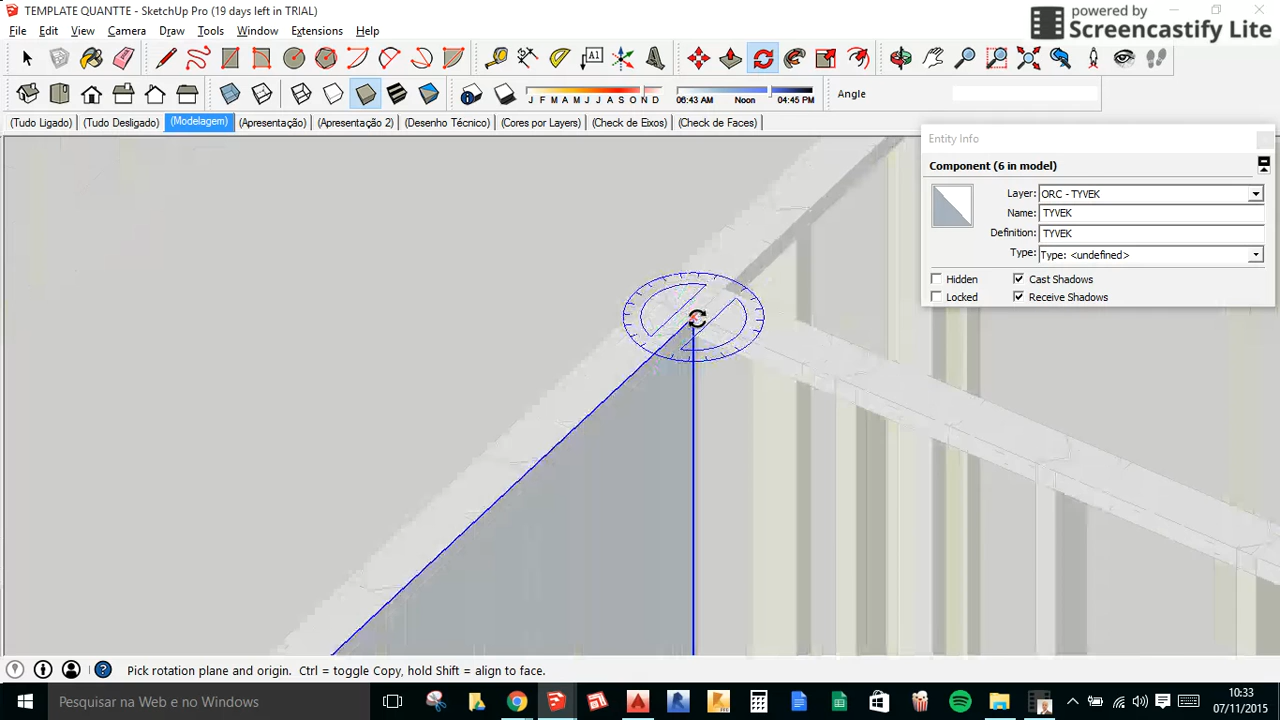 TEMPLATE QUANTTE - SketchUp Pro (19 days left in TRIAL)
powered by
Screencastify Lite
File Edit View Camera Draw Tools Window Extensions Help
A1
J F M A M J J A S O N D
06:43 AM Noon 04:45 PM
Angle
(Tudo Ligado) (Tudo Desligado) (Modelagem) (Apresentação) (Apresentação 2) (Desenho Técnico) (Cores por Layers) (Check de Eixos) (Check de Faces)
Entity Info
Component (6 in model)
Layer: ORC - TYVEK
Name: TYVEK
Definition: TYVEK
Type: Type: <undefined>
Hidden Cast Shadows
Locked Receive Shadows
Pick rotation plane and origin. Ctrl = toggle Copy, hold Shift = align to face.
Pesquisar na Web e no Windows
10:33
07/11/2015